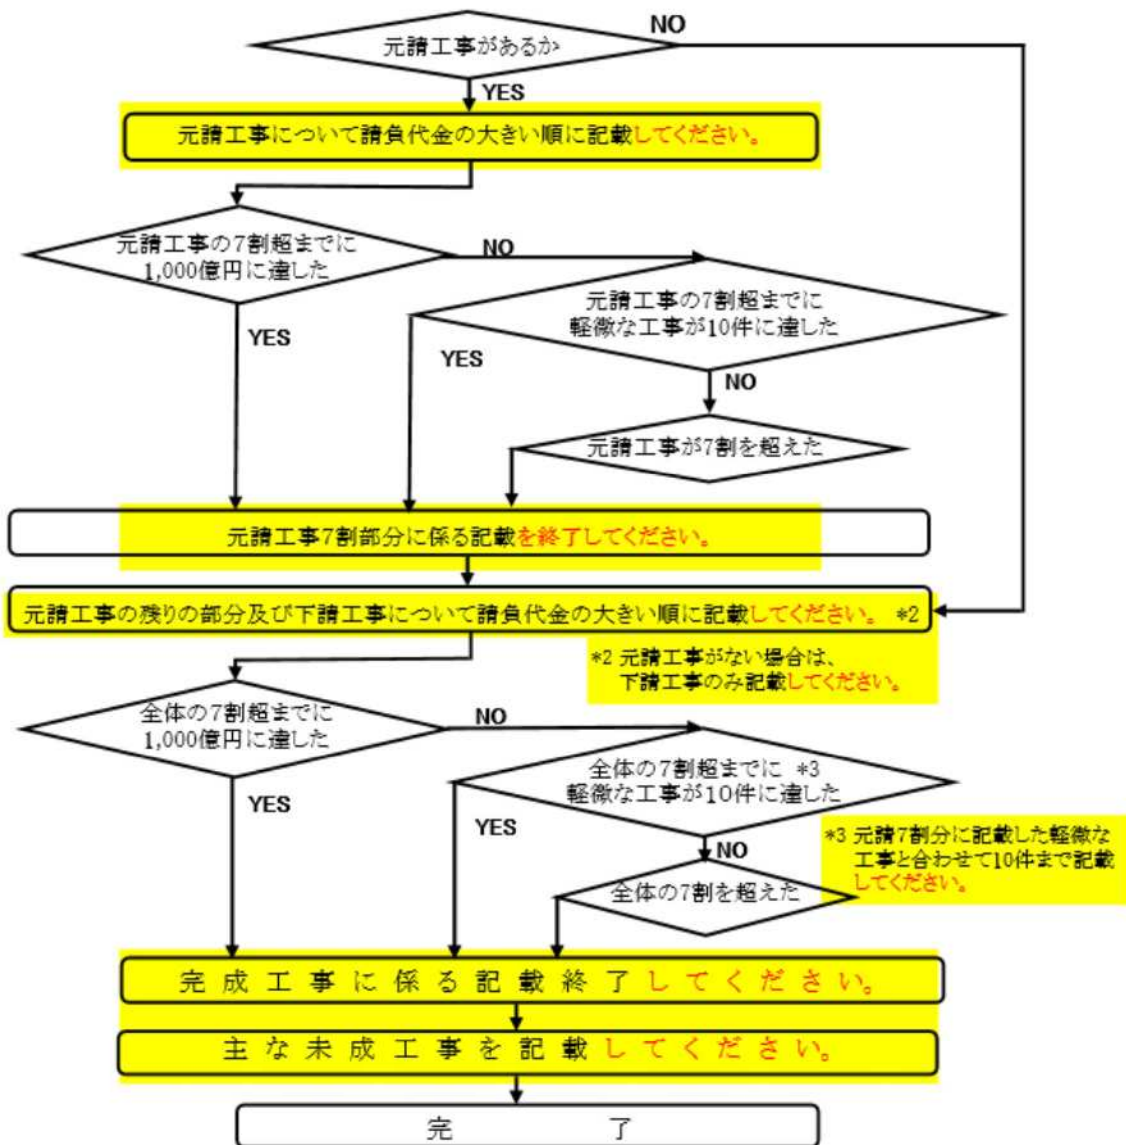 元請工事があるか
NO
YES
元請工事について請負代金の大きい順に記載してください。
元請工事の7割超までに
1,000億円に達した
NO
元請工事の7割超までに
軽微な工事が10件に達した
YES
YES
NO
元請工事が7割を超えた
元請工事7割部分に係る記載を終了してください。
元請工事の残りの部分及び下請工事について請負代金の大きい順に記載してください。 *2
*2 元請工事がない場合は、
下請工事のみ記載してください。
全体の7割超までに
1,000億円に達した
NO
全体の7割超までに *3
軽微な工事が10件に達した
YES
YES
NO
*3 元請7割分に記載した軽微な
工事と合わせて10件まで記載
してください。
全体の7割を超えた
完成工事に係る記載終了してください。
主な未成工事を記載してください。
完 了